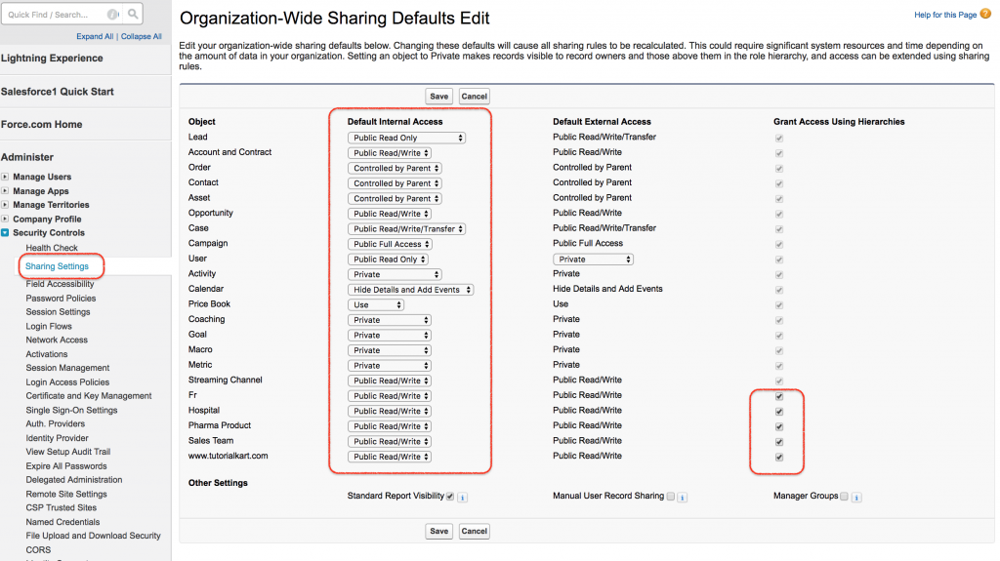 Quick Find / Search...
Expand All | Collapse All
Lightning Experience
Salesforce1 Quick Start
Force.com Home
Administer
Manage Users
Manage Apps
Manage Territories
Company Profile
Security Controls
Health Check
Sharing Settings
Field Accessibility
Password Policies
Session Settings
Login Flows
Network Access
Activations
Session Management
Login Access Policies
Certificate and Key Management
Single Sign-On Settings
Auth. Providers
Identity Provider
View Setup Audit Trail
Expire All Passwords
Delegated Administration
Remote Site Settings
CSP Trusted Sites
Named Credentials
File Upload and Download Security
CORS
Organization-Wide Sharing Defaults Edit
Help for this Page ?
Edit your organization-wide sharing defaults below. Changing these defaults will cause all sharing rules to be recalculated. This could require significant system resources and time depending on
the amount of data in your organization. Setting an object to Private makes records visible to record owners and those above them in the role hierarchy, and access can be extended using sharing
rules.
Save Cancel
Object Default Internal Access Default External Access Grant Access Using Hierarchies
Lead Public Read Only Public Read/Write/Transfer
Account and Contract Public Read/Write Public Read/Write
Order Controlled by Parent Controlled by Parent
Contact Controlled by Parent Controlled by Parent
Asset Controlled by Parent Controlled by Parent
Opportunity Public Read/Write Public Read/Write
Case Public Read/Write/Transfer Public Read/Write/Transfer
Campaign Public Full Access Public Full Access
User Public Read Only Private
Activity Private Private
Calendar Hide Details and Add Events Hide Details and Add Events
Price Book Use Use
Coaching Private Private
Goal Private Private
Macro Private Private
Metric Private Private
Streaming Channel Public Read/Write Public Read/Write
Fr Public Read/Write Public Read/Write
Hospital Public Read/Write Public Read/Write
Pharma Product Public Read/Write Public Read/Write
Sales Team Public Read/Write Public Read/Write
www.tutorialkart.com Public Read/Write Public Read/Write
Other Settings
Standard Report Visibility i Manual User Record Sharing i Manager Groups i
Save Cancel